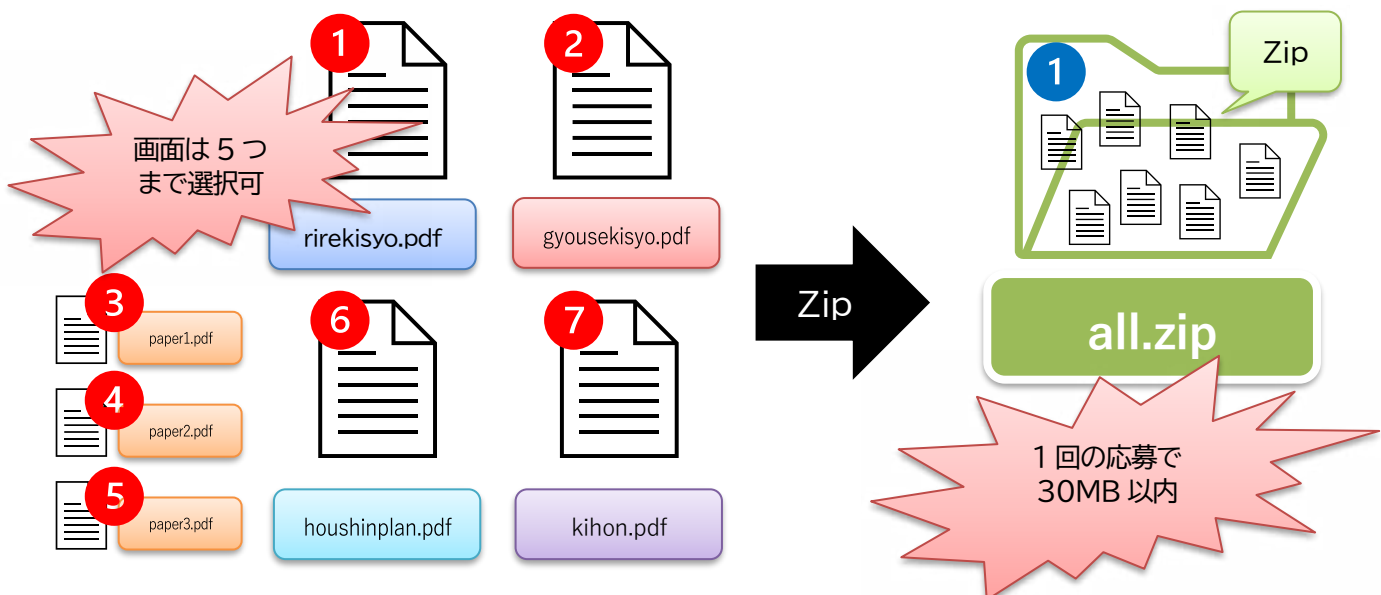 1
2
画面は 5 つ
まで選択可
rirekisyo.pdf
gyousekisyo.pdf
3
paper1.pdf
4
paper2.pdf
5
paper3.pdf
6
houshinplan.pdf
7
kihon.pdf
Zip
1
Zip
all.zip
1 回の応募で
30MB 以内